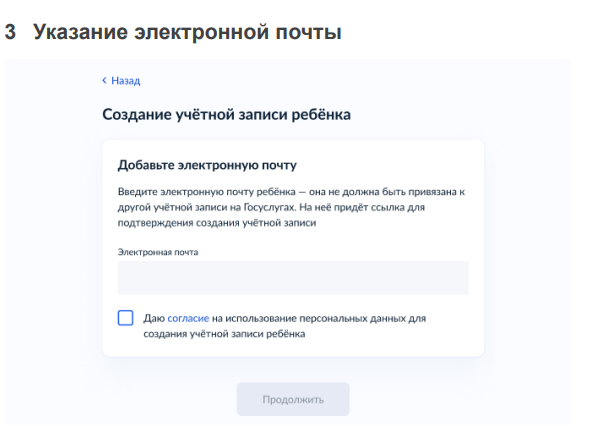 3 Указание электронной почты
< Назад
Создание учётной записи ребёнка
Добавьте электронную почту
Введите электронную почту ребёнка — она не должна быть привязана к
другой учётной записи на Госуслугах. На неё придёт ссылка для
подтверждения создания учётной записи
Электронная почта
Даю согласие на использование персональных данных для
создания учётной записи ребёнка
Продолжить